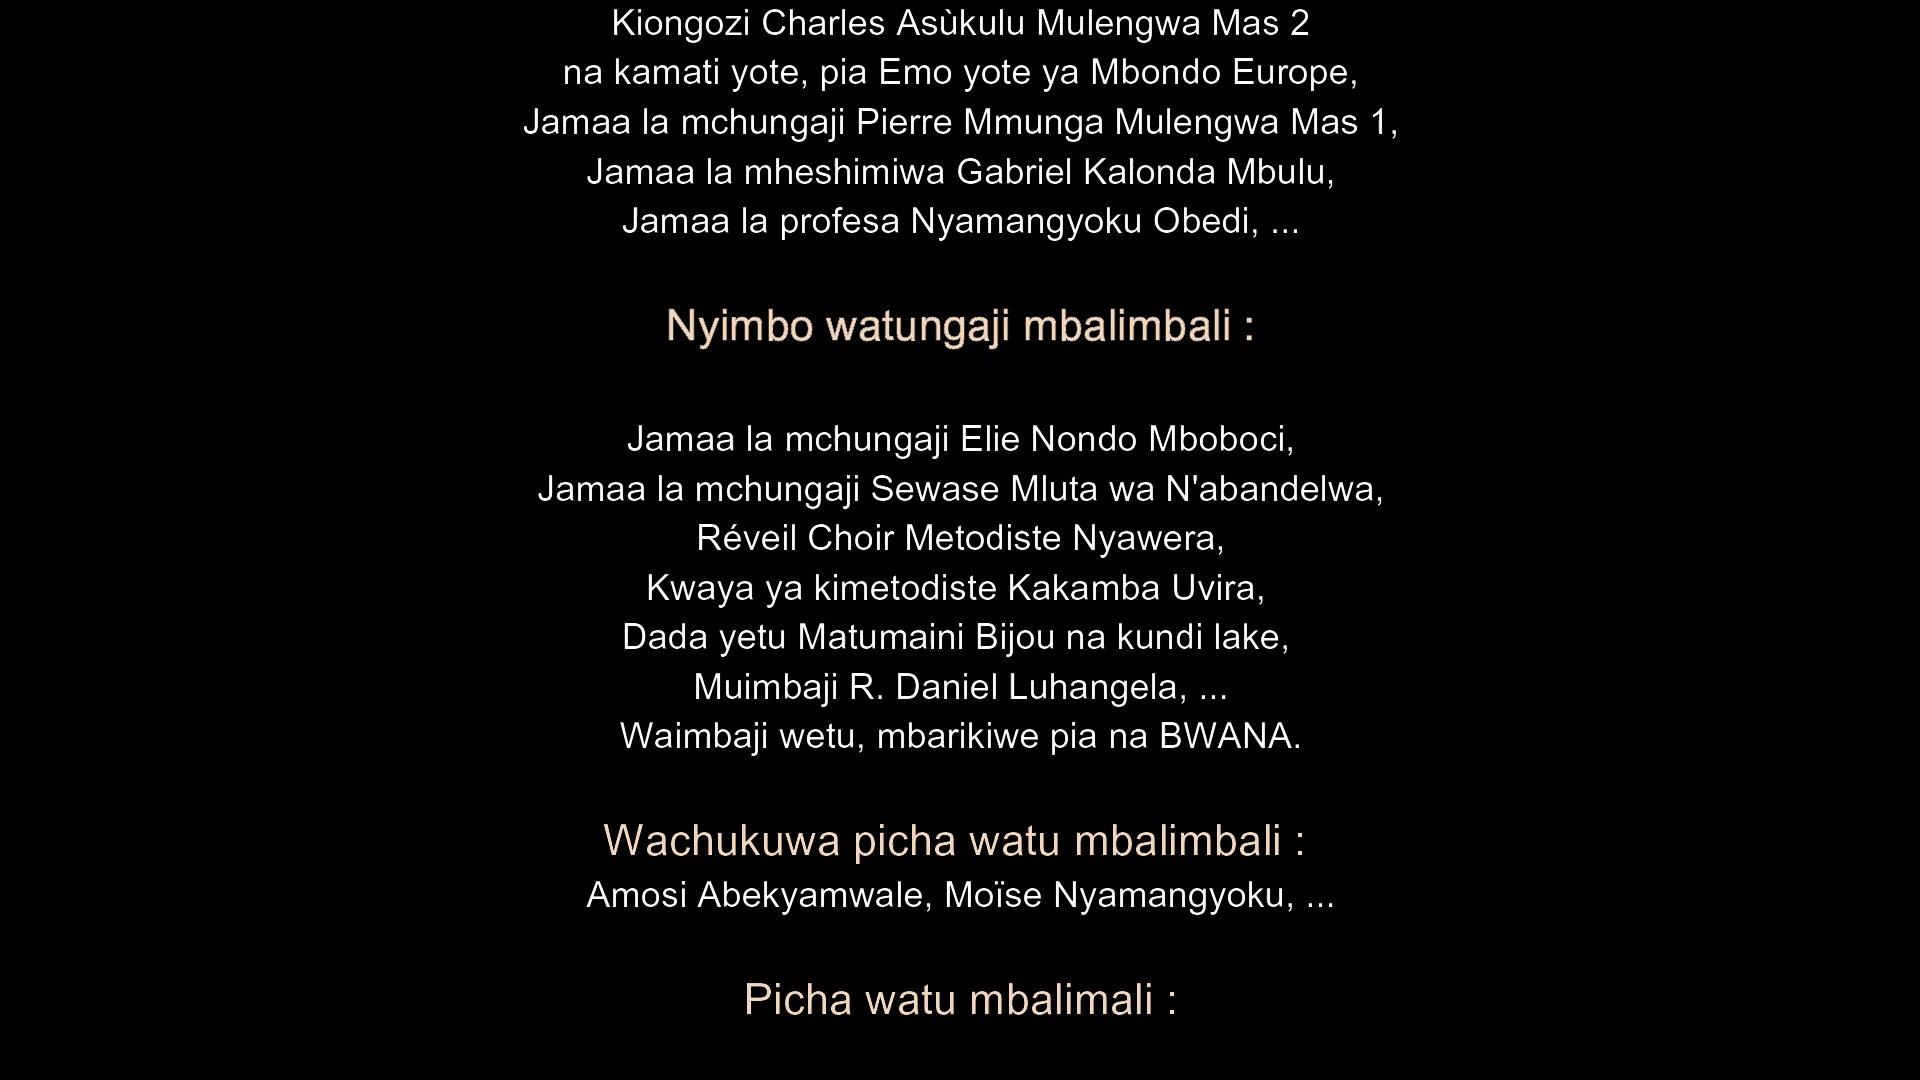 Kiongozi Charles Asùkulu Mulengwa Mas 2
na kamati yote, pia Emo yote ya Mbondo Europe,
Jamaa la mchungaji Pierre Mmunga Mulengwa Mas 1,
Jamaa la mheshimiwa Gabriel Kalonda Mbulu,
Jamaa la profesa Nyamangyoku Obedi, ...
Nyimbo watungaji mbalimbali :
Jamaa la mchungaji Elie Nondo Mboboci,
Jamaa la mchungaji Sewase Mluta wa N'abandelwa,
Réveil Choir Metodiste Nyawera,
Kwaya ya kimetodiste Kakamba Uvira,
Dada yetu Matumaini Bijou na kundi lake,
Muimbaji R. Daniel Luhangela, ...
Waimbaji wetu, mbarikiwe pia na BWANA.
Wachukuwa picha watu mbalimbali :
Amosi Abekyamwale, Moïse Nyamangyoku, ...
Picha watu mbalimali :